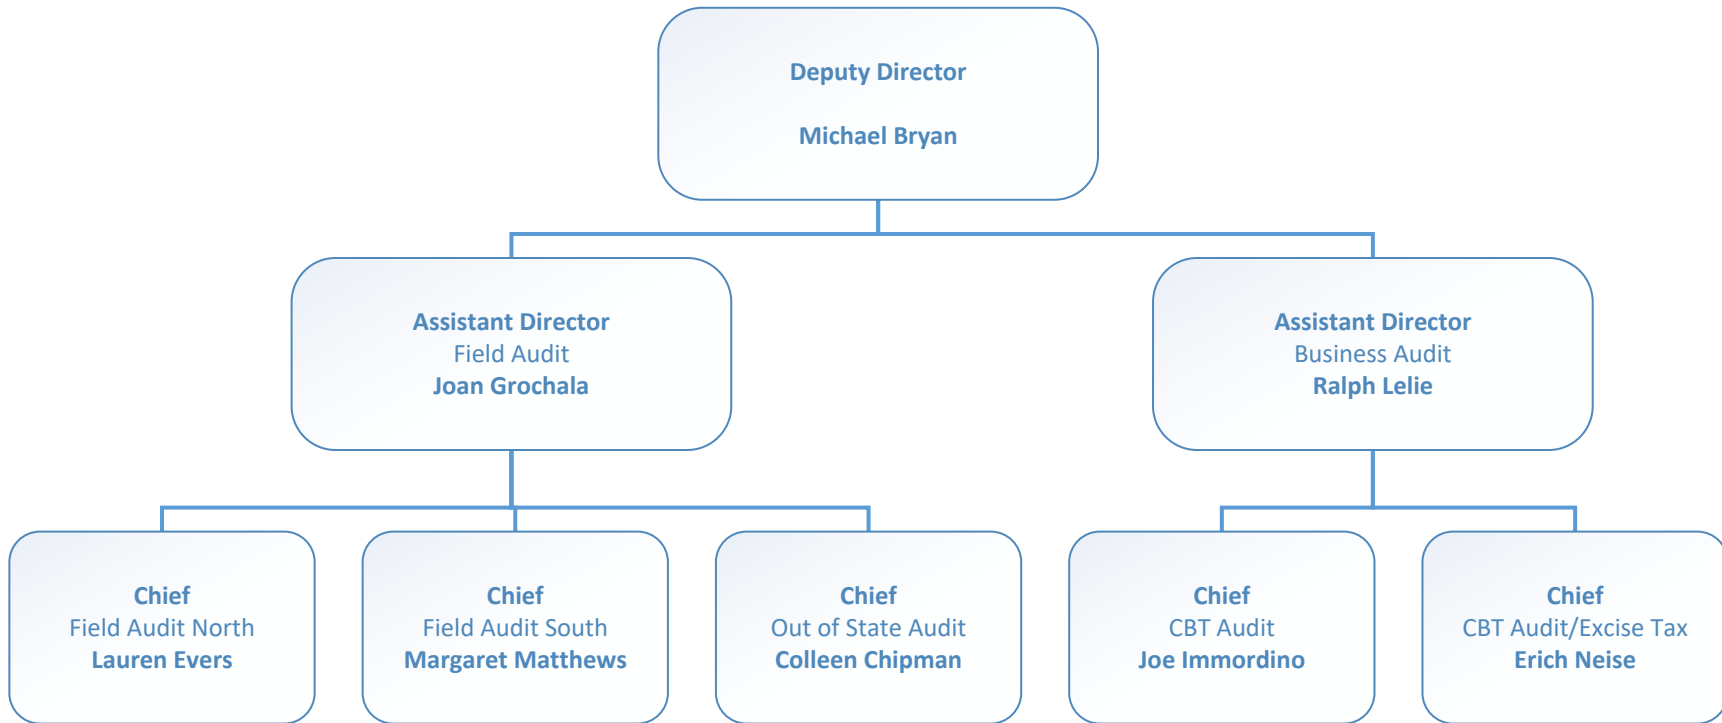 Deputy Director
Michael Bryan
Assistant Director
Field Audit
Joan Grochala
Assistant Director
Business Audit
Ralph Lelie
Chief
Field Audit North
Lauren Evers
Chief
Field Audit South
Margaret Matthews
Chief
Out of State Audit
Colleen Chipman
Chief
CBT Audit
Joe Immordino
Chief
CBT Audit/Excise Tax
Erich Neise